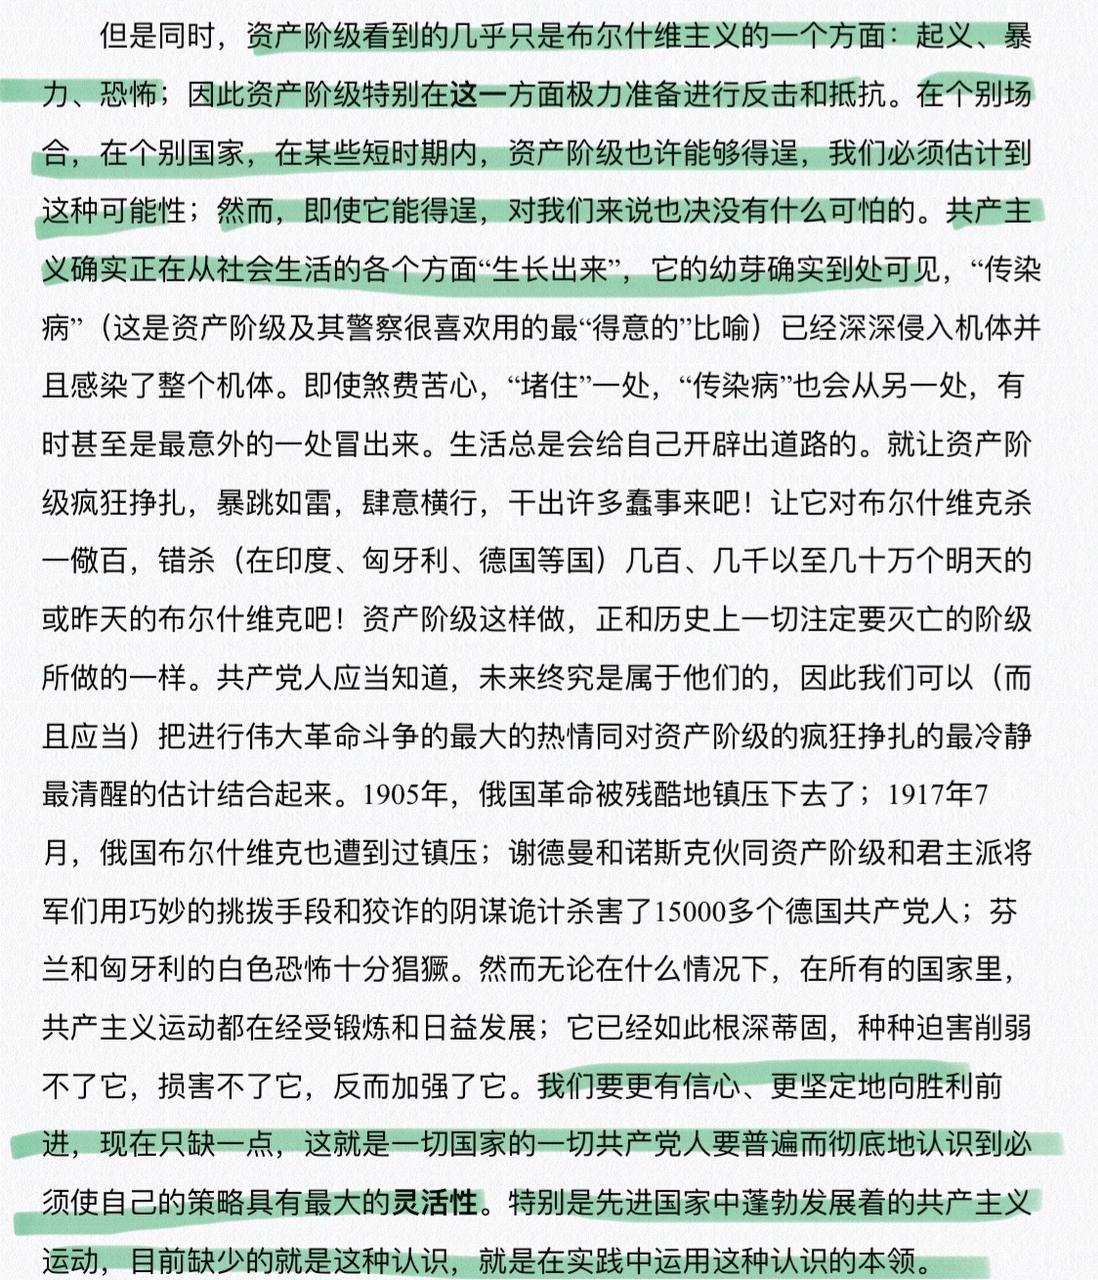 但是同时，资产阶级看到的几乎只是布尔什维主义的一个方面：起义、暴
力、恐怖；因此资产阶级特别在这一方面极力准备进行反击和抵抗。在个别场
合，在个别国家，在某些短时期内，资产阶级也许能够得逞，我们必须估计到
这种可能性；然而，即使它能得逞，对我们来说也决没有什么可怕的。共产主
义确实正在从社会生活的各个方面“生长出来”，它的幼芽确实到处可见，“传染
病”（这是资产阶级及其警察很喜欢用的最“得意的”比喻）已经深深侵入机体并
且感染了整个机体。即使煞费苦心，“堵住”一处，“传染病”也会从另一处，有
时甚至是最意外的一处冒出来。生活总是会给自己开辟出道路的。就让资产阶
级疯狂挣扎，暴跳如雷，肆意横行，干出许多蠢事来吧！让它对布尔什维克杀
一儆百，错杀（在印度、匈牙利、德国等国）几百、几千以至几十万个明天的
或昨天的布尔什维克吧！资产阶级这样做，正和历史上一切注定要灭亡的阶级
所做的一样。共产党人应当知道，未来终究是属于他们的，因此我们可以（而
且应当）把进行伟大革命斗争的最大的热情同对资产阶级的疯狂挣扎的最冷静
最清醒的估计结合起来。1905年，俄国革命被残酷地镇压下去了；1917年7
月，俄国布尔什维克也遭到过镇压；谢德曼和诺斯克伙同资产阶级和君主派将
军们用巧妙的挑拨手段和狡诈的阴谋诡计杀害了15000多个德国共产党人；芬
兰和匈牙利的白色恐怖十分猖獗。然而无论在什么情况下，在所有的国家里，
共产主义运动都在经受锻炼和日益发展；它已经如此根深蒂固，种种迫害削弱
不了它，损害不了它，反而加强了它。我们要更有信心、更坚定地向胜利前
进，现在只缺一点，这就是一切国家的一切共产党人要普遍而彻底地认识到必
须使自己的策略具有最大的灵活性。特别是先进国家中蓬勃发展着的共产主义
运动，目前缺少的就是这种认识，就是在实践中运用这种认识的本领。